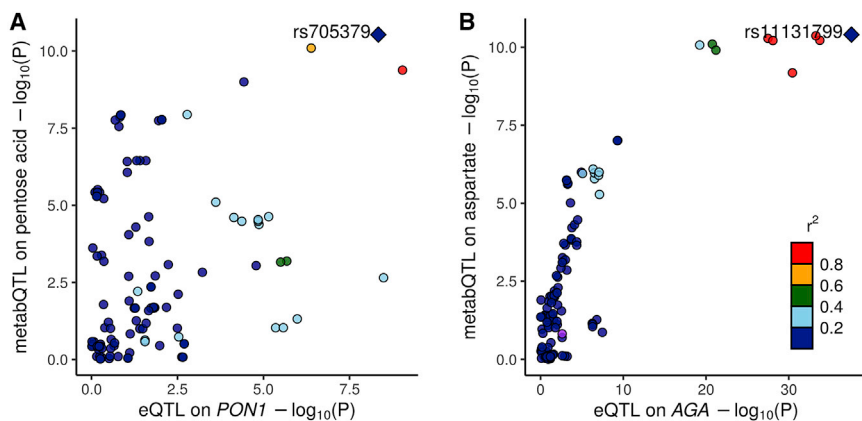 A
rs705379
10.0
7.5
5.0
2.5
0.0
metabQTL on pentose acid −log10(P)
0.0 2.5 5.0 7.5
eQTL on PON1 −log10(P)
B
rs11131799
10.0
7.5
5.0
2.5
0.0
metabQTL on aspartate −log10(P)
0 10 20 30
eQTL on AGA −log10(P)
r²
0.8
0.6
0.4
0.2